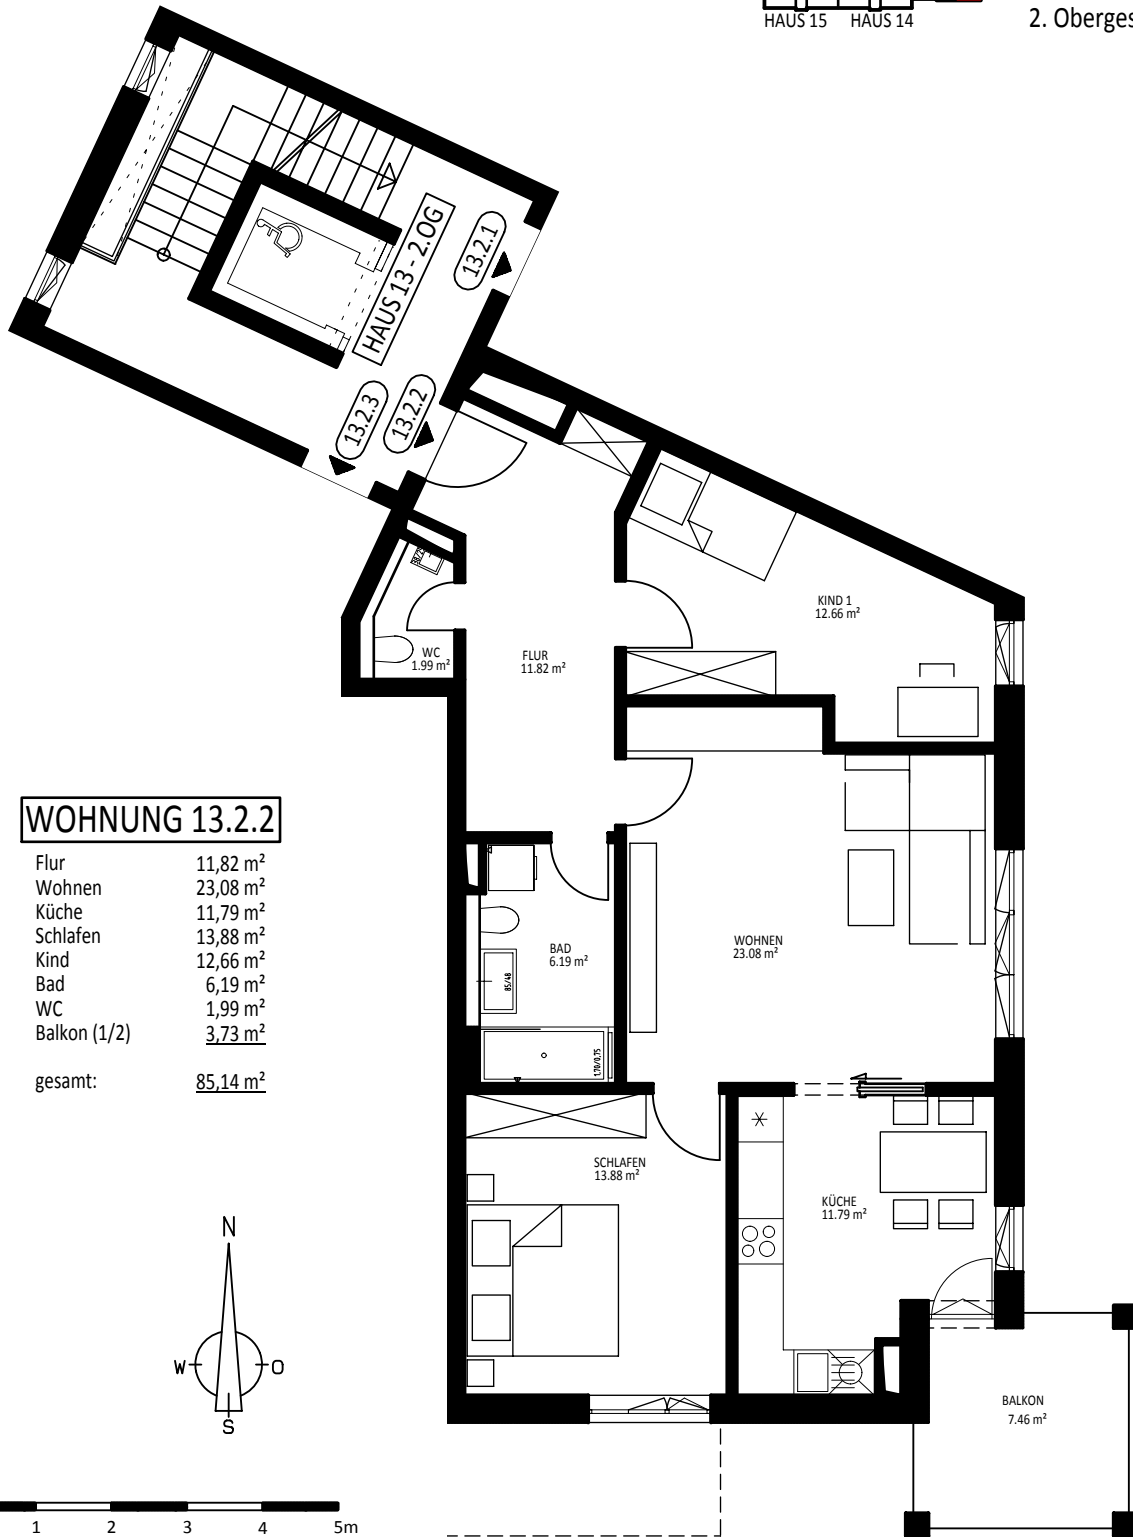 HAUS 15 HAUS 14
2. Oberges
HAUS 13 - 2.OG
13.2.1
13.2.2
13.2.3
KIND 1
12.66 m²
WC
1.99 m²
FLUR
11.82 m²
WOHNUNG 13.2.2
Flur 11,82 m²
Wohnen 23,08 m²
Küche 11,79 m²
Schlafen 13,88 m²
Kind 12,66 m²
Bad 6,19 m²
WC 1,99 m²
Balkon (1/2) 3,73 m²
gesamt: 85,14 m²
BAD
6.19 m²
85/48
1.70/0.75
WOHNEN
23.08 m²
SCHLAFEN
13.88 m²
KÜCHE
11.79 m²
BALKON
7.46 m²
N
W O
S
1 2 3 4 5m